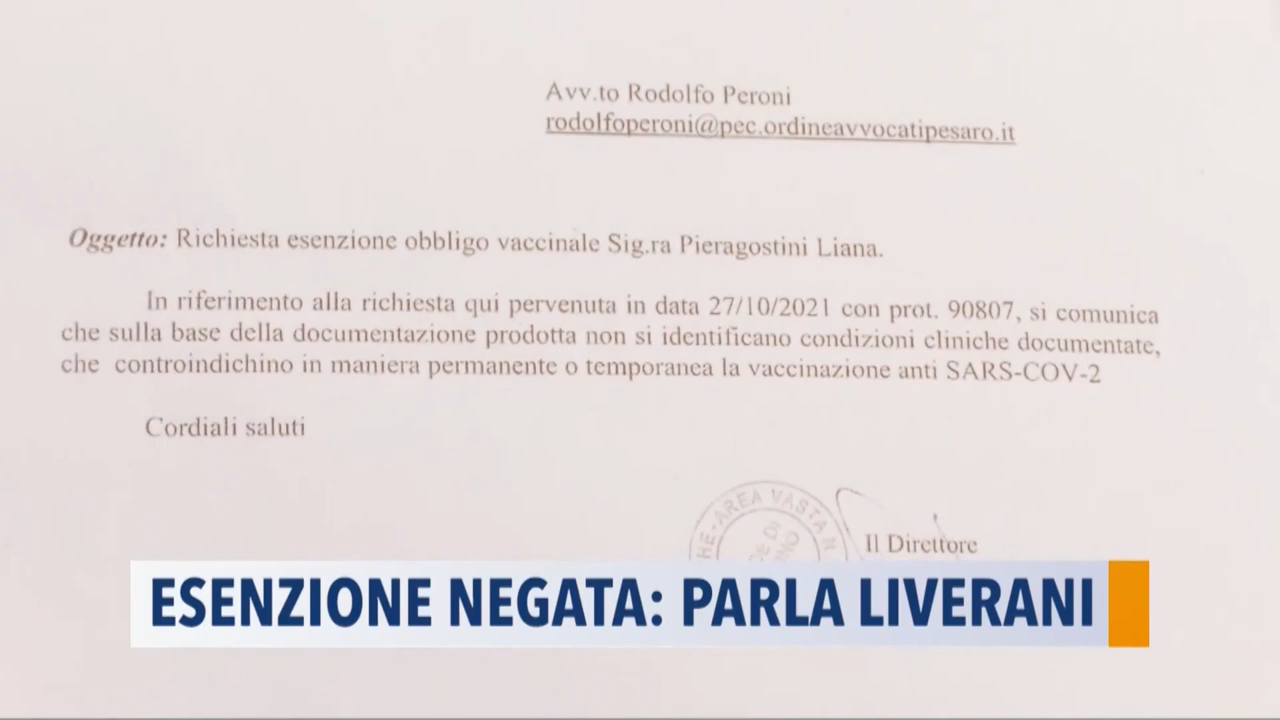 Avv.to Rodolfo Peroni
rodolfoperoni@pec.ordineavvocatipesaro.it
Oggetto: Richiesta esenzione obbligo vaccinale Sig.ra Pieragostini Liana.
In riferimento alla richiesta qui pervenuta in data 27/10/2021 con prot. 90807, si comunica
che sulla base della documentazione prodotta non si identificano condizioni cliniche documentate,
che controindichino in maniera permanente o temporanea la vaccinazione anti SARS-COV-2
Cordiali saluti
AREA VASTA N
DI
Il Direttore
ESENZIONE NEGATA: PARLA LIVERANI